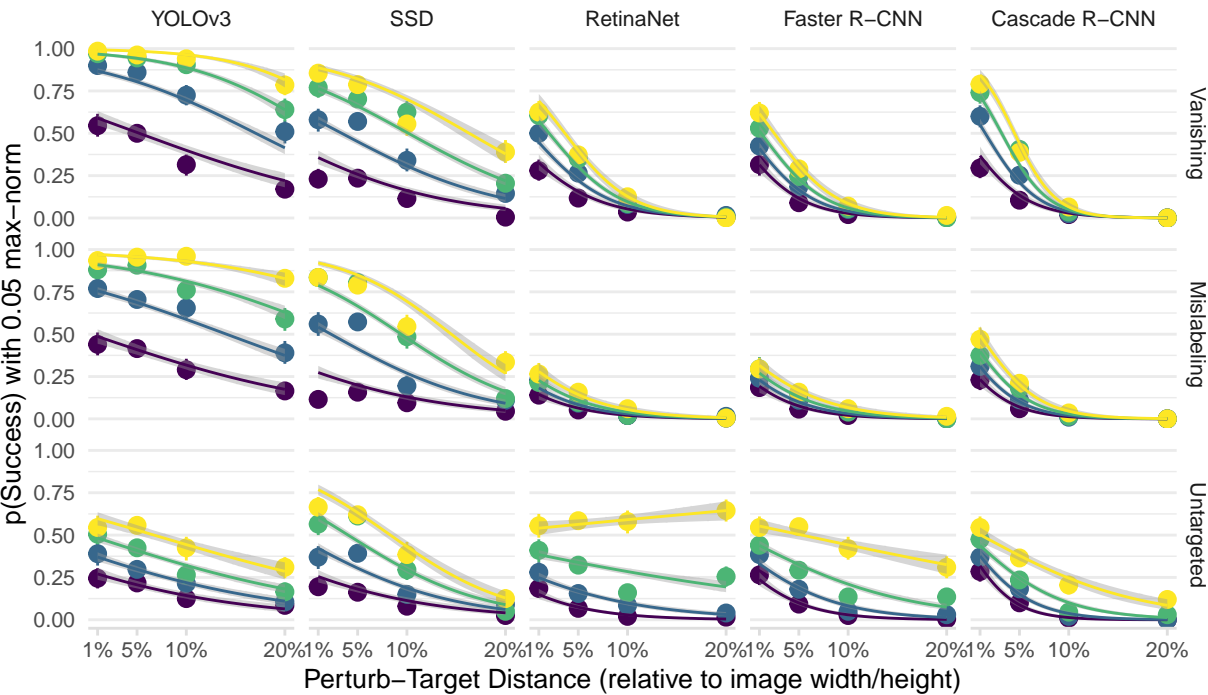 YOLOv3 SSD RetinaNet Faster R−CNN Cascade R−CNN
p(Success) with 0.05 max−norm
1.00
0.75
0.50
0.25
0.00
Vanishing
1.00
0.75
0.50
0.25
0.00
Mislabeling
1.00
0.75
0.50
0.25
0.00
Untargeted
1% 5% 10% 20% 1% 5% 10% 20% 1% 5% 10% 20% 1% 5% 10% 20% 1% 5% 10% 20%
Perturb−Target Distance (relative to image width/height)